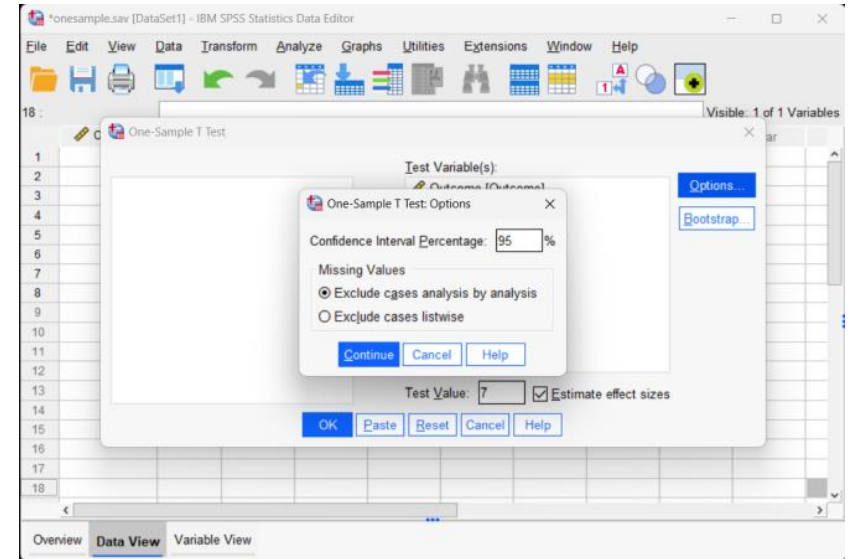 *onesample.sav [DataSet1] - IBM SPSS Statistics Data Editor
File Edit View Data Transform Analyze Graphs Utilities Extensions Window Help
1 A
18 :
Visible: 1 of 1 Variables
One-Sample T Test
ar
1
2
3
4
5
6
7
8
9
10
11
12
13
14
15
16
17
18
Test Variable(s):
Outcome [Outcome]
Options...
Bootstrap...
One-Sample T Test: Options
Confidence Interval Percentage: 95 %
Missing Values
Exclude cases analysis by analysis
Exclude cases listwise
Continue Cancel Help
Test Value: 7 Estimate effect sizes
OK Paste Reset Cancel Help
Overview Data View Variable View